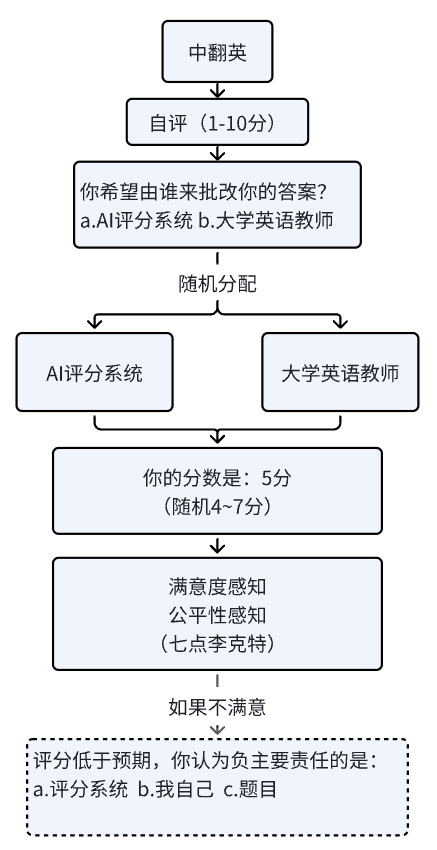 中翻英
自评（1-10分）
你希望由谁来批改你的答案？
a.AI评分系统 b.大学英语教师
随机分配
AI评分系统
大学英语教师
你的分数是：5分
（随机4~7分）
满意度感知
公平性感知
（七点李克特）
如果不满意
评分低于预期，你认为负主要责任的是：
a.评分系统 b.我自己 c.题目